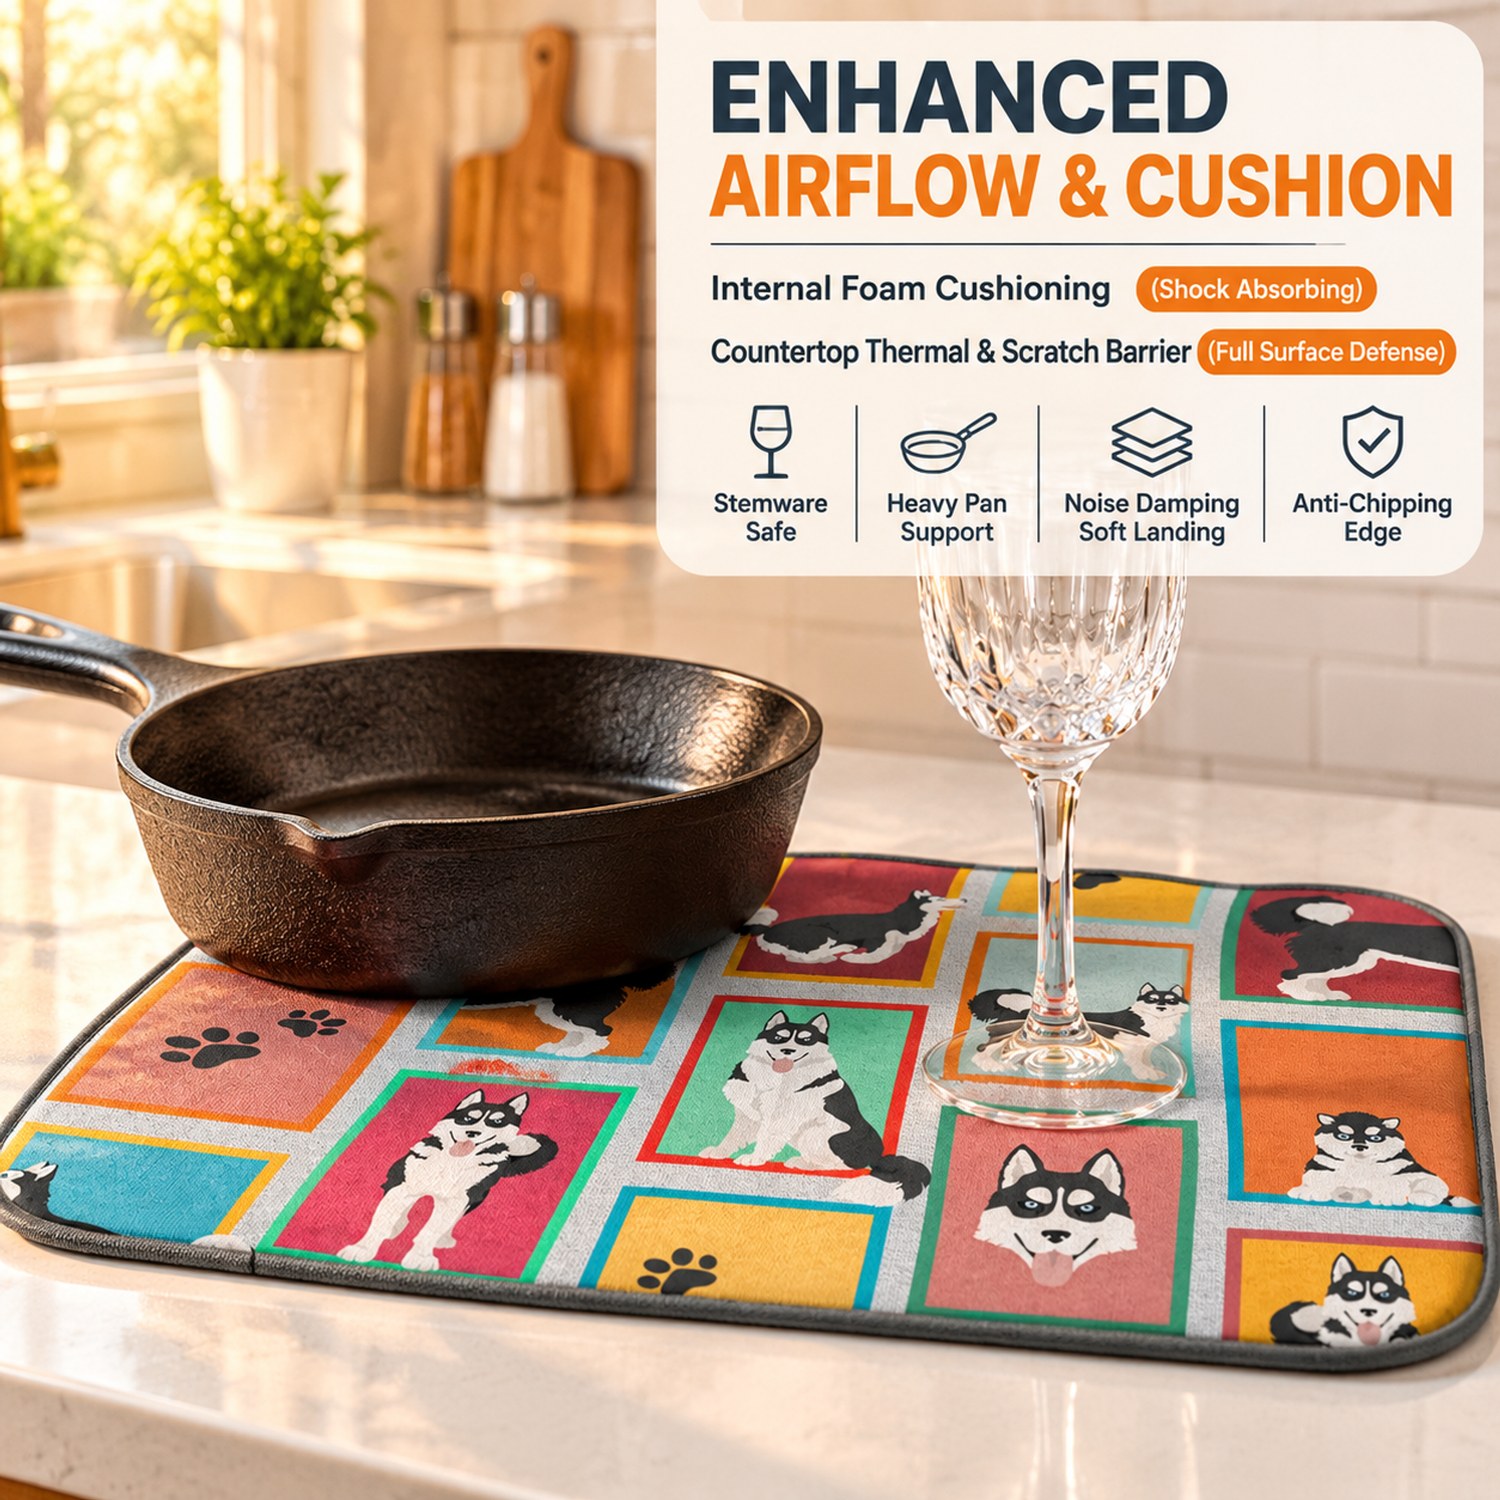 ENHANCED
AIRFLOW & CUSHION
Internal Foam Cushioning (Shock Absorbing)
Countertop Thermal & Scratch Barrier (Full Surface Defense)
Stemware
Safe
Heavy Pan
Support
Noise Damping
Soft Landing
Anti-Chipping
Edge